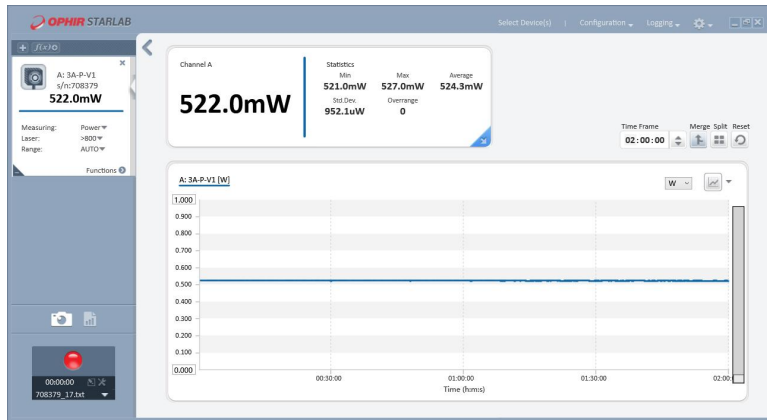 OPHIR STARLAB
Select Device(s) | Configuration Logging
f(x)
A: 3A-P-V1
s/n:708379
522.0mW
Measuring: Power
Laser: >800
Range: AUTO
Functions
Channel A
522.0mW
Statistics
Min Max Average
521.0mW 527.0mW 524.3mW
Std.Dev. Overrange
952.1uW 0
Time Frame Merge Split Reset
02:00:00
A: 3A-P-V1 [W]
W
1.000
0.900
0.800
0.700
0.600
0.500
0.400
0.300
0.200
0.100
0.000
00:30:00 01:00:00 01:30:00
Time (h:m:s)
00:00:00
708379_17.txt